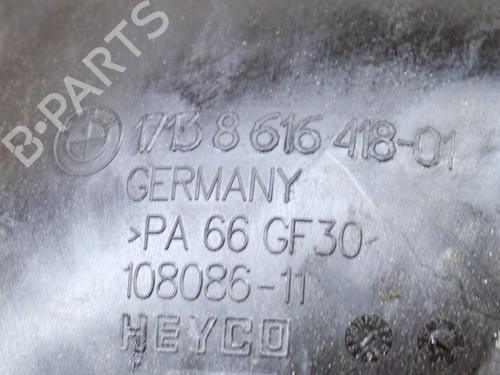 B-PARTS
1713 8 616 418-01
GERMANY
>PA 66 GF30
108086-11
HEYCO